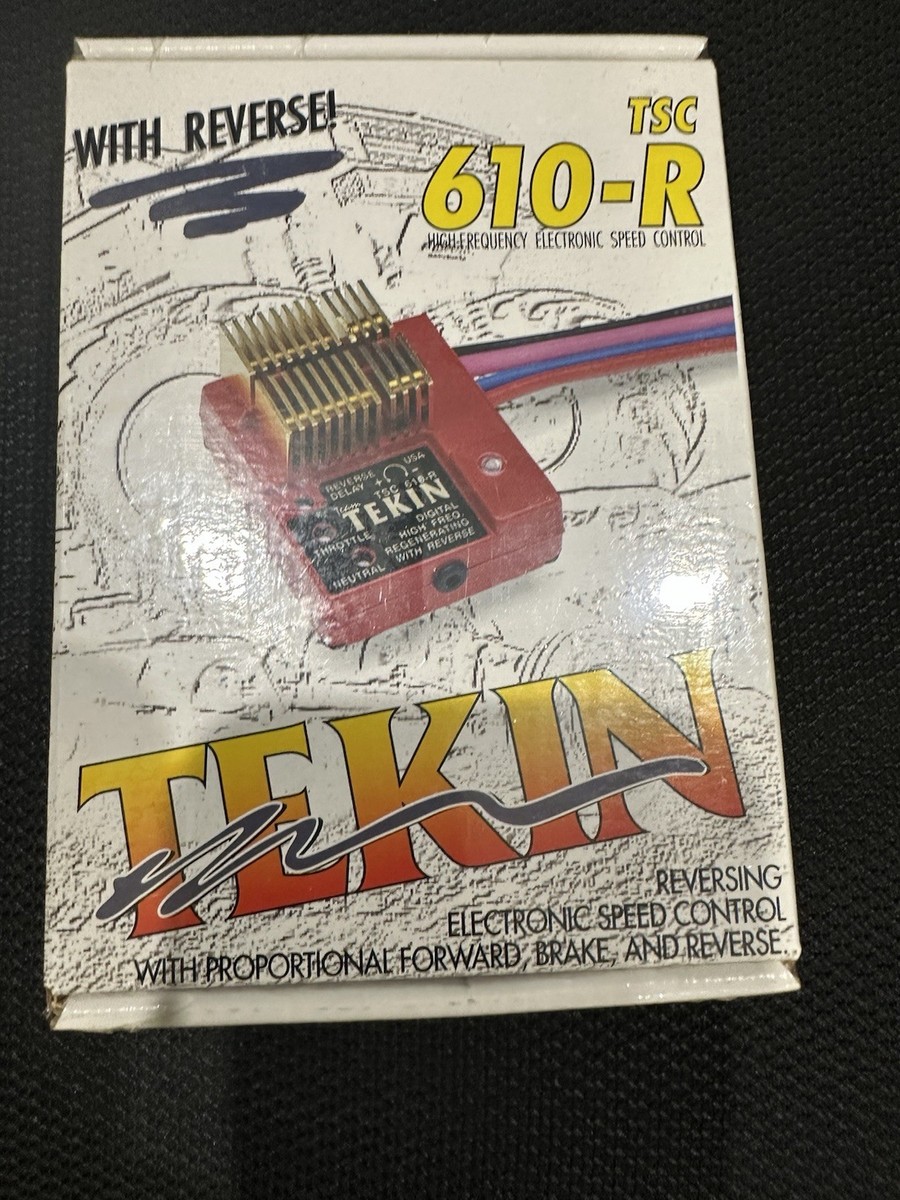 WITH REVERSE!
TSC
610-R
HIGH-FREQUENCY ELECTRONIC SPEED CONTROL
USA
REVERSE
DELAY + -
TSC 610-R
Team
TEKIN
THROTTLE
DIGITAL
HIGH FREQ.
REGENERATING
WITH REVERSE
NEUTRAL
TEKIN
REVERSING
ELECTRONIC SPEED CONTROL
WITH PROPORTIONAL FORWARD, BRAKE, AND REVERSE.